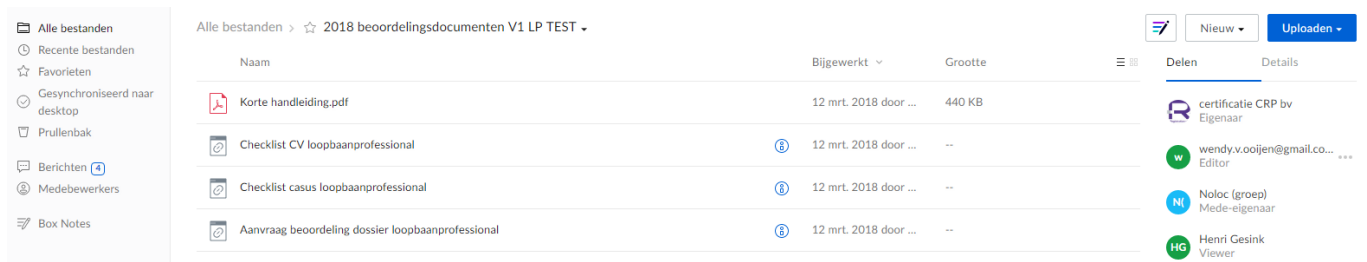 Alle bestanden
Recente bestanden
Favorieten
Gesynchroniseerd naar
desktop
Prullenbak
Berichten 4
Medebewerkers
Box Notes
Alle bestanden > 2018 beoordelingsdocumenten V1 LP TEST
Nieuw
Uploaden
Naam Bijgewerkt Grootte
Korte handleiding.pdf 12 mrt. 2018 door ... 440 KB
Checklist CV loopbaanprofessional 12 mrt. 2018 door ... --
Checklist casus loopbaanprofessional 12 mrt. 2018 door ... --
Aanvraag beoordeling dossier loopbaanprofessional 12 mrt. 2018 door ... --
Delen Details
certificatie CRP bv
Eigenaar
w
wendy.v.ooijen@gmail.co...
Editor
N(
Noloc (groep)
Mede-eigenaar
HG
Henri Gesink
Viewer